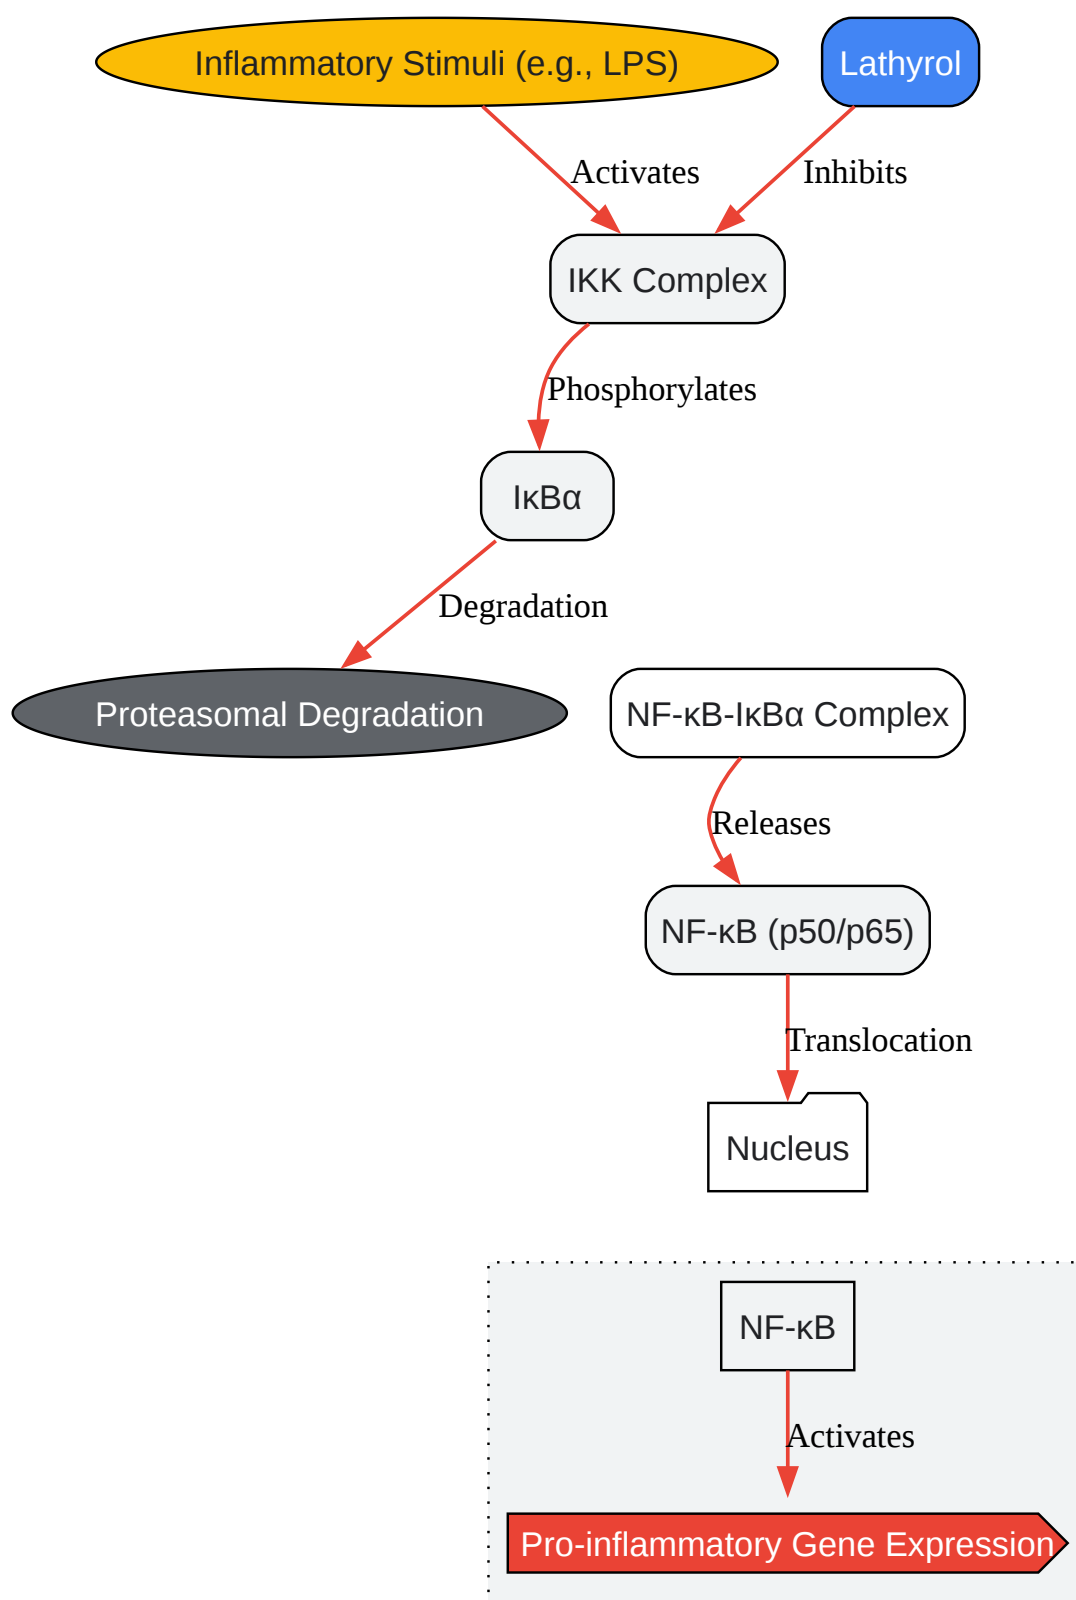 Inflammatory Stimuli (e.g., LPS)
Lathyrol
Activates
Inhibits
IKK Complex
Phosphorylates
IκBα
Degradation
Proteasomal Degradation
NF-κB-IκBα Complex
Releases
NF-κB (p50/p65)
Translocation
Nucleus
NF-κB
Activates
Pro-inflammatory Gene Expression